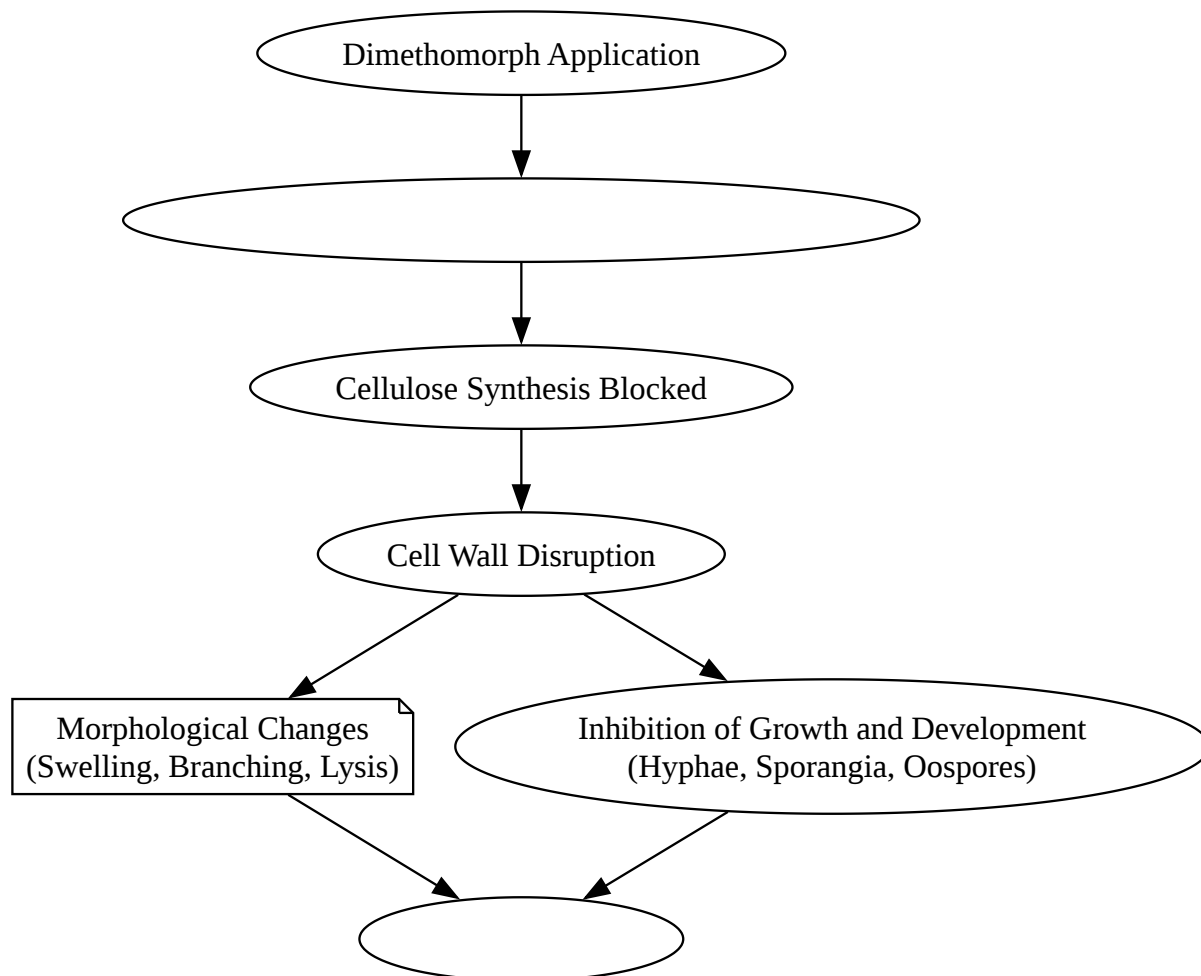 Dimethomorph Application
Cellulose Synthesis Blocked
Cell Wall Disruption
Morphological Changes
(Swelling, Branching, Lysis)
Inhibition of Growth and Development
(Hyphae, Sporangia, Oospores)